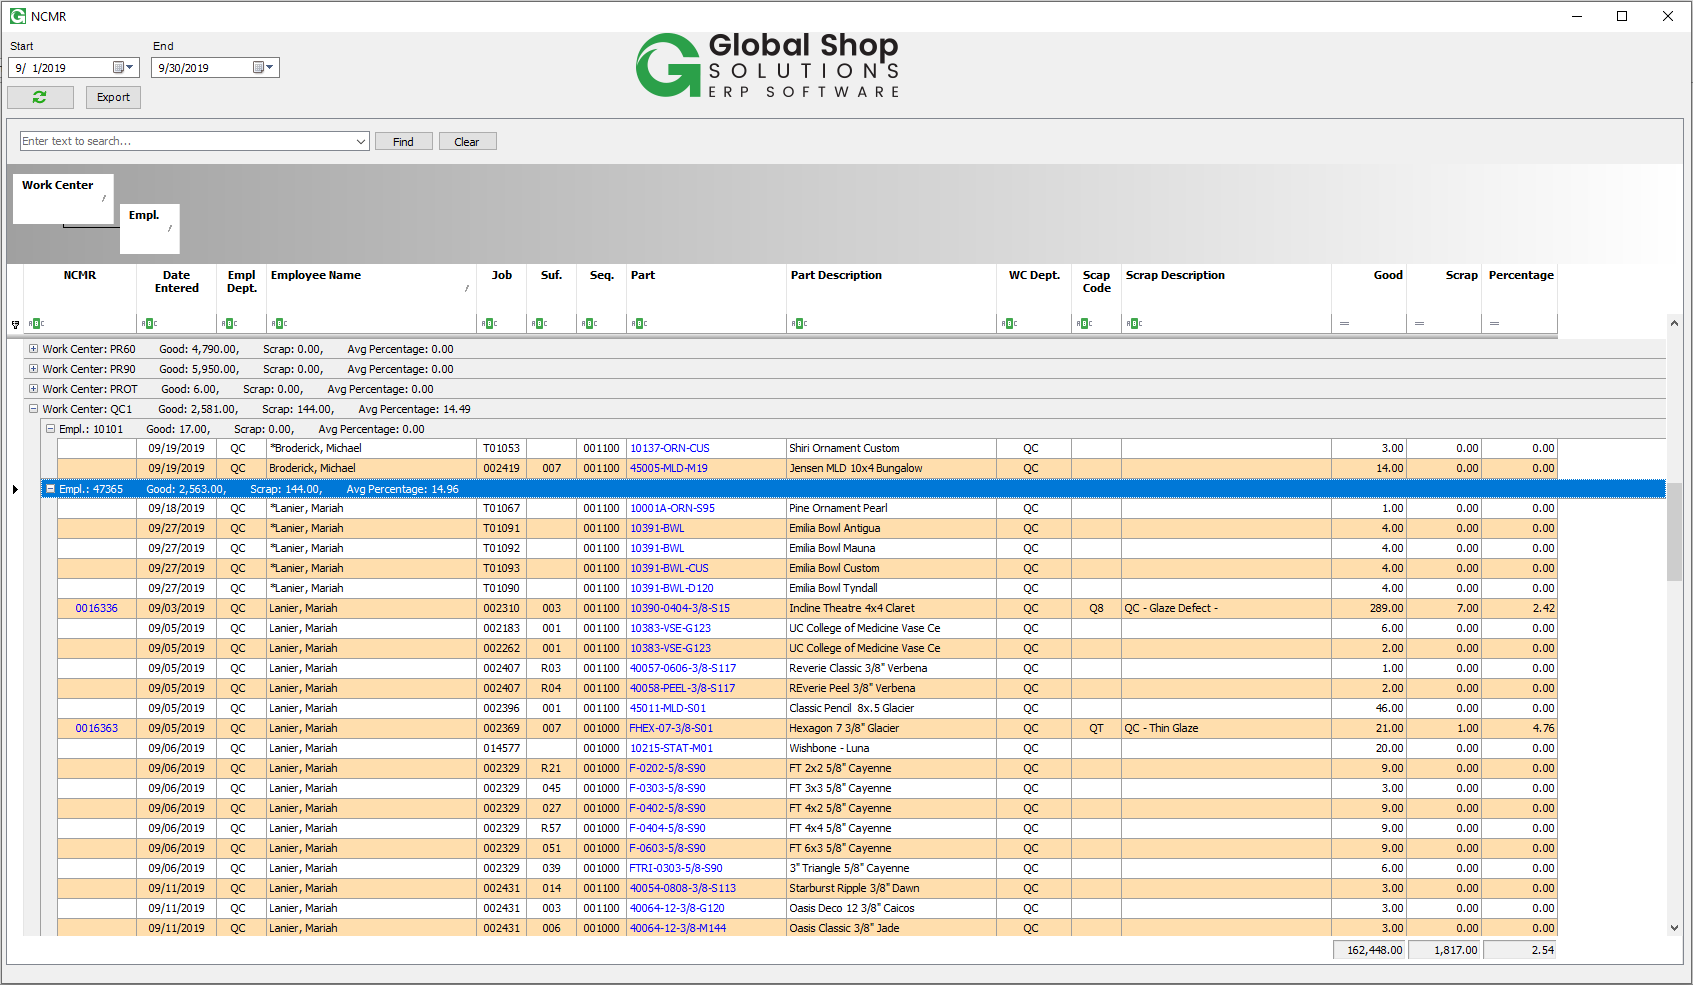 NCMR
Start End
9/ 1/2019 9/30/2019
Export
Global Shop
SOLUTIONS
ERP SOFTWARE
Enter text to search... Find Clear
Work Center
Empl.
NCMR Date Entered Empl Dept. Employee Name Job Suf. Seq. Part Part Description WC Dept. Scap Code Scrap Description Good Scrap Percentage
Work Center: PR60 Good: 4,790.00, Scrap: 0.00, Avg Percentage: 0.00
Work Center: PR90 Good: 5,950.00, Scrap: 0.00, Avg Percentage: 0.00
Work Center: PROT Good: 6.00, Scrap: 0.00, Avg Percentage: 0.00
Work Center: QC1 Good: 2,581.00, Scrap: 144.00, Avg Percentage: 14.49
Empl.: 10101 Good: 17.00, Scrap: 0.00, Avg Percentage: 0.00
09/19/2019 QC *Broderick, Michael T01053 001100 10137-ORN-CUS Shiri Ornament Custom QC 3.00 0.00 0.00
09/19/2019 QC Broderick, Michael 002419 007 001100 45005-MLD-M19 Jensen MLD 10x4 Bungalow QC 14.00 0.00 0.00
Empl.: 47365 Good: 2,563.00, Scrap: 144.00, Avg Percentage: 14.96
09/18/2019 QC *Lanier, Mariah T01067 001100 10001A-ORN-S95 Pine Ornament Pearl QC 1.00 0.00 0.00
09/27/2019 QC *Lanier, Mariah T01091 001100 10391-BWL Emilia Bowl Antigua QC 4.00 0.00 0.00
09/27/2019 QC *Lanier, Mariah T01092 001100 10391-BWL Emilia Bowl Mauna QC 4.00 0.00 0.00
09/27/2019 QC *Lanier, Mariah T01093 001100 10391-BWL-CUS Emilia Bowl Custom QC 4.00 0.00 0.00
09/27/2019 QC *Lanier, Mariah T01090 001100 10391-BWL-D120 Emilia Bowl Tyndall QC 4.00 0.00 0.00
0016336 09/03/2019 QC Lanier, Mariah 002310 003 001100 10390-0404-3/8-S15 Incline Theatre 4x4 Claret QC Q8 QC - Glaze Defect - 289.00 7.00 2.42
09/05/2019 QC Lanier, Mariah 002183 001 001100 10383-VSE-G123 UC College of Medicine Vase Ce QC 6.00 0.00 0.00
09/05/2019 QC Lanier, Mariah 002262 001 001100 10383-VSE-G123 UC College of Medicine Vase Ce QC 2.00 0.00 0.00
09/05/2019 QC Lanier, Mariah 002407 R03 001100 40057-0606-3/8-S117 Reverie Classic 3/8" Verbena QC 1.00 0.00 0.00
09/05/2019 QC Lanier, Mariah 002407 R04 001100 40058-PEEL-3/8-S117 REverie Peel 3/8" Verbena QC 2.00 0.00 0.00
09/05/2019 QC Lanier, Mariah 002396 001 001100 45011-MLD-S01 Classic Pencil 8x.5 Glacier QC 46.00 0.00 0.00
0016363 09/05/2019 QC Lanier, Mariah 002369 007 001000 FHEX-07-3/8-S01 Hexagon 7 3/8" Glacier QC QT QC - Thin Glaze 21.00 1.00 4.76
09/06/2019 QC Lanier, Mariah 014577 001000 10215-STAT-M01 Wishbone - Luna QC 20.00 0.00 0.00
09/06/2019 QC Lanier, Mariah 002329 R21 001000 F-0202-5/8-S90 FT 2x2 5/8" Cayenne QC 9.00 0.00 0.00
09/06/2019 QC Lanier, Mariah 002329 045 001000 F-0303-5/8-S90 FT 3x3 5/8" Cayenne QC 3.00 0.00 0.00
09/06/2019 QC Lanier, Mariah 002329 027 001000 F-0402-5/8-S90 FT 4x2 5/8" Cayenne QC 9.00 0.00 0.00
09/06/2019 QC Lanier, Mariah 002329 R57 001000 F-0404-5/8-S90 FT 4x4 5/8" Cayenne QC 9.00 0.00 0.00
09/06/2019 QC Lanier, Mariah 002329 051 001000 F-0603-5/8-S90 FT 6x3 5/8" Cayenne QC 9.00 0.00 0.00
09/06/2019 QC Lanier, Mariah 002329 039 001000 FTRI-0303-5/8-S90 3" Triangle 5/8" Cayenne QC 6.00 0.00 0.00
09/11/2019 QC Lanier, Mariah 002431 014 001100 40054-0808-3/8-S113 Starburst Ripple 3/8" Dawn QC 3.00 0.00 0.00
09/11/2019 QC Lanier, Mariah 002431 003 001100 40064-12-3/8-G120 Oasis Deco 12 3/8" Caicos QC 3.00 0.00 0.00
09/11/2019 QC Lanier, Mariah 002431 006 001000 40064-12-3/8-M144 Oasis Classic 3/8" Jade QC 3.00 0.00 0.00
162,448.00 1,817.00 2.54